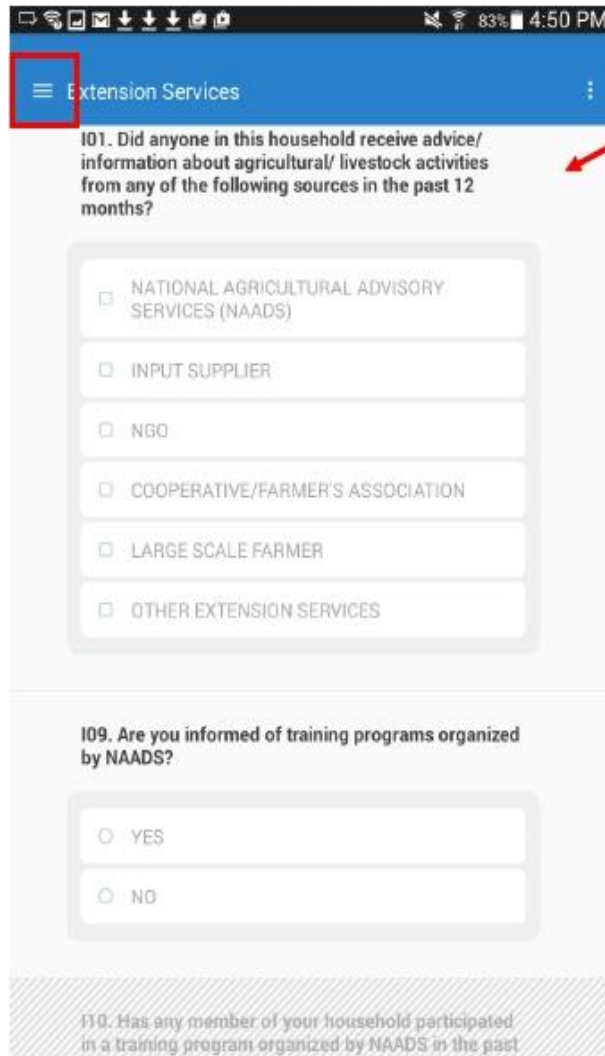 83% 4:50 PM
Extension Services
I01. Did anyone in this household receive advice/
information about agricultural/ livestock activities
from any of the following sources in the past 12
months?
NATIONAL AGRICULTURAL ADVISORY
SERVICES (NAADS)
INPUT SUPPLIER
NGO
COOPERATIVE/FARMER'S ASSOCIATION
LARGE SCALE FARMER
OTHER EXTENSION SERVICES
I09. Are you informed of training programs organized
by NAADS?
YES
NO
I10. Has any member of your household participated
in a training program organized by NAADS in the past